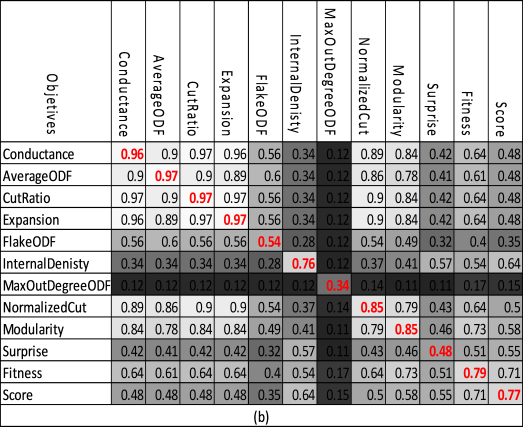 Objetives Conductance AverageODF CutRatio Expansion FlakeODF InternalDenisty MaxOutDegreeODF NormalizedCut Modularity Surprise Fitness Score
Conductance 0.96 0.9 0.97 0.96 0.56 0.34 0.12 0.89 0.84 0.42 0.64 0.48
AverageODF 0.9 0.97 0.9 0.89 0.6 0.34 0.12 0.86 0.78 0.41 0.61 0.48
CutRatio 0.97 0.9 0.97 0.97 0.56 0.34 0.12 0.9 0.84 0.42 0.64 0.48
Expansion 0.96 0.89 0.97 0.97 0.56 0.34 0.12 0.9 0.84 0.42 0.64 0.48
FlakeODF 0.56 0.6 0.56 0.56 0.54 0.28 0.12 0.54 0.49 0.32 0.4 0.35
InternalDenisty 0.34 0.34 0.34 0.34 0.28 0.76 0.12 0.37 0.41 0.57 0.54 0.64
MaxOutDegreeODF 0.12 0.12 0.12 0.12 0.12 0.12 0.34 0.14 0.11 0.11 0.17 0.15
NormalizedCut 0.89 0.86 0.9 0.9 0.54 0.37 0.14 0.85 0.79 0.43 0.64 0.5
Modularity 0.84 0.78 0.84 0.84 0.49 0.41 0.11 0.79 0.85 0.46 0.73 0.58
Surprise 0.42 0.41 0.42 0.42 0.32 0.57 0.11 0.43 0.46 0.48 0.51 0.55
Fitness 0.64 0.61 0.64 0.64 0.4 0.54 0.17 0.64 0.73 0.51 0.79 0.71
Score 0.48 0.48 0.48 0.48 0.35 0.64 0.15 0.5 0.58 0.55 0.71 0.77
(b)